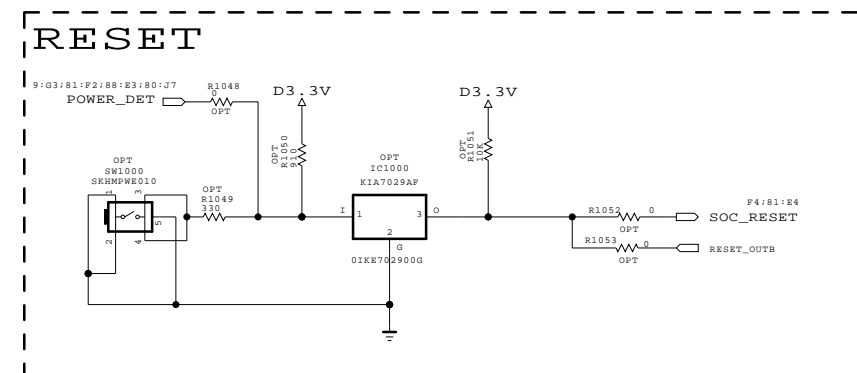 RESET
9:G3;81:F2;88:E3;80:J7
POWER_DET
R1048
0
OPT
D3.3V
D3.3V
OPT
R1050
910
OPT
R1051
10K
OPT
SW1000
SKHMPWE010
1
3
2
4
5
OPT
R1049
330
OPT
IC1000
KIA7029AF
I
1
3
O
2
G
0IKE702900G
R1052
0
OPT
F4;81:E4
SOC_RESET
R1053
0
OPT
RESET_OUTB